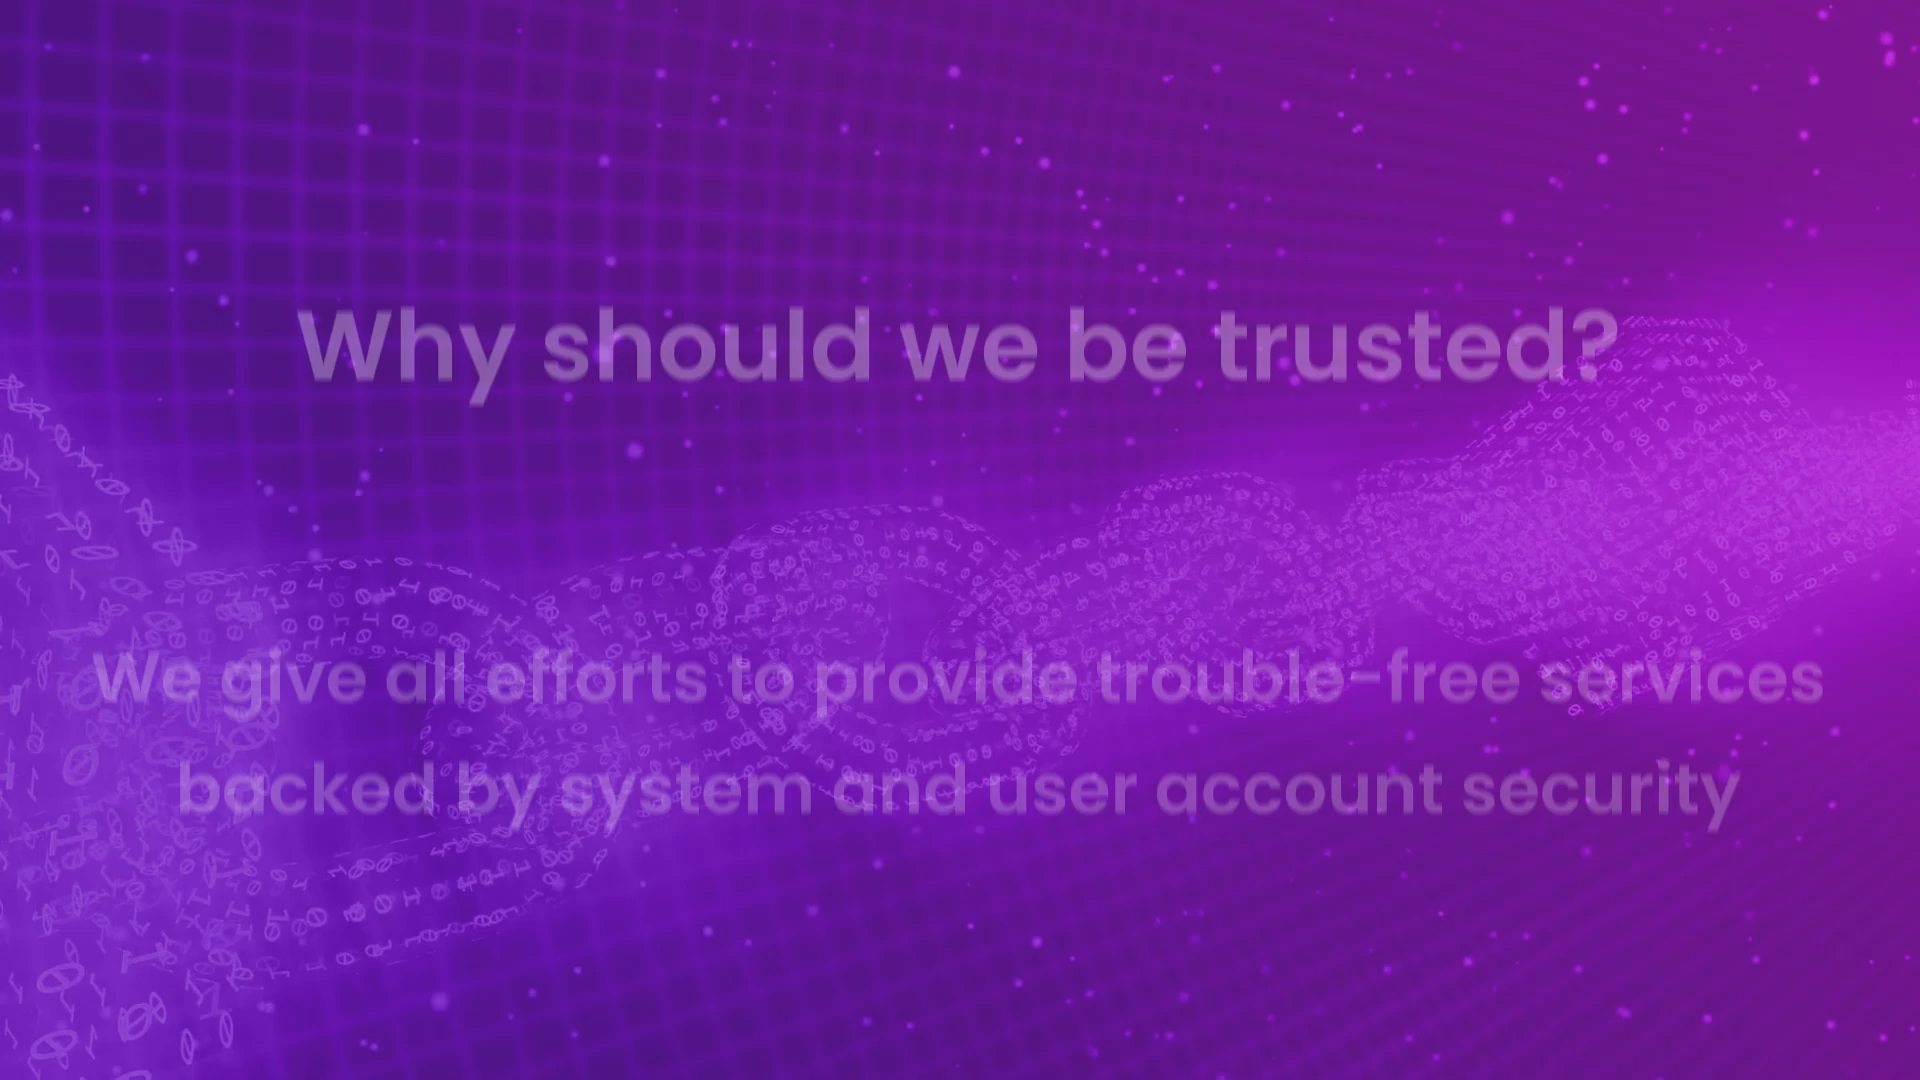 Why should we be trusted?
We give all efforts to provide trouble-free services
backed by system and user account security